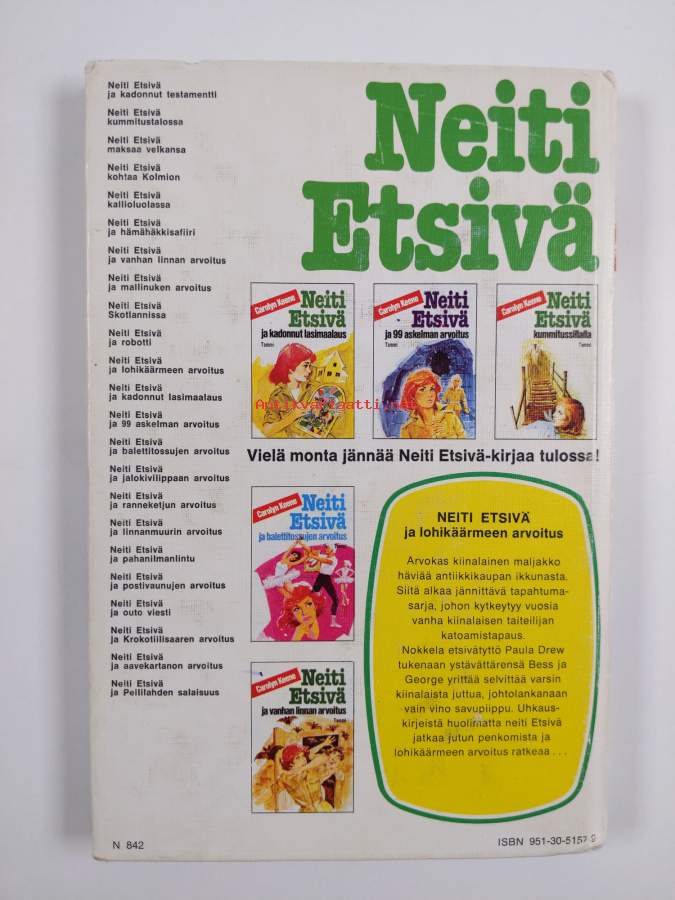 Neiti Etsivä
ja kadonnut testamentti
Neiti Etsivä
kummitustalossa
Neiti Etsivä
maksaa velkansa
Neiti Etsivä
kohtaa Kolmion
Neiti Etsivä
kallioluolassa
Neiti Etsivä
ja hämähäkkisafiiri
Neiti Etsivä
ja vanhan linnan arvoitus
Neiti Etsivä
ja mallinuken arvoitus
Neiti Etsivä
Skotlannissa
Neiti Etsivä
ja robotti
Neiti Etsivä
ja lohikäärmeen arvoitus
Neiti Etsivä
ja kadonnut lasimaalaus
Neiti Etsivä
ja 99 askelman arvoitus
Neiti Etsivä
ja balettitossujen arvoitus
Neiti Etsivä
ja jalokivilippaan arvoitus
Neiti Etsivä
ja ranneketjun arvoitus
Neiti Etsivä
ja linnanmuurin arvoitus
Neiti Etsivä
ja pahanilmanlintu
Neiti Etsivä
ja postivaunujen arvoitus
Neiti Etsivä
ja outo viesti
Neiti Etsivä
ja Krokotiilisaaren arvoitus
Neiti Etsivä
ja aavekartanon arvoitus
Neiti Etsivä
ja Peililahden salaisuus
N 842
Neiti
Etsivä
Carolyn Keene
Neiti
Etsivä
ja kadonnut lasimaalaus
Tammi
Carolyn Keene
Neiti
Etsivä
ja 99 askelman arvoitus
Tammi
Carolyn Keene
Neiti
Etsivä
kummitussillalla
Tammi
Antikvariaatti.net
Vielä monta jännää Neiti Etsivä-kirjaa tulossa!
Carolyn Keene
Neiti
Etsivä
ja balettitossujen arvoitus
Tammi
Carolyn Keene
Neiti
Etsivä
ja vanhan linnan arvoitus
Tammi
NEITI ETSIVÄ
ja lohikäärmeen arvoitus
Arvokas kiinalainen maljakko
häviää antiikkikaupan ikkunasta.
Siitä alkaa jännittävä tapahtuma-
sarja, johon kytkeytyy vuosia
vanha kiinalaisen taiteilijan
katoamistapaus.
Nokkela etsivätyttö Paula Drew
tukenaan ystävättärensä Bess ja
George yrittää selvittää varsin
kiinalaista juttua, johtolankanaan
vain vino savupiippu. Uhkaus-
kirjeistä huolimatta neiti Etsivä
jatkaa jutun penkomista ja
lohikäärmeen arvoitus ratkeaa . . .
ISBN 951-30-5157-9